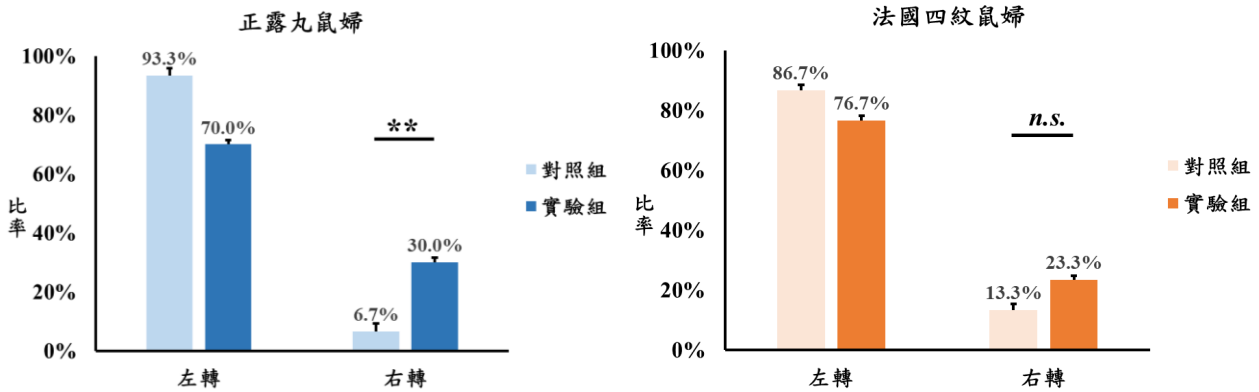 正露丸鼠婦
100%
80%
60%
40%
20%
0%
比率
93.3%
70.0%
6.7%
30.0%
**
左轉
右轉
對照組
實驗組
法國四紋鼠婦
100%
80%
60%
40%
20%
0%
比率
86.7%
76.7%
13.3%
23.3%
n.s.
左轉
右轉
對照組
實驗組